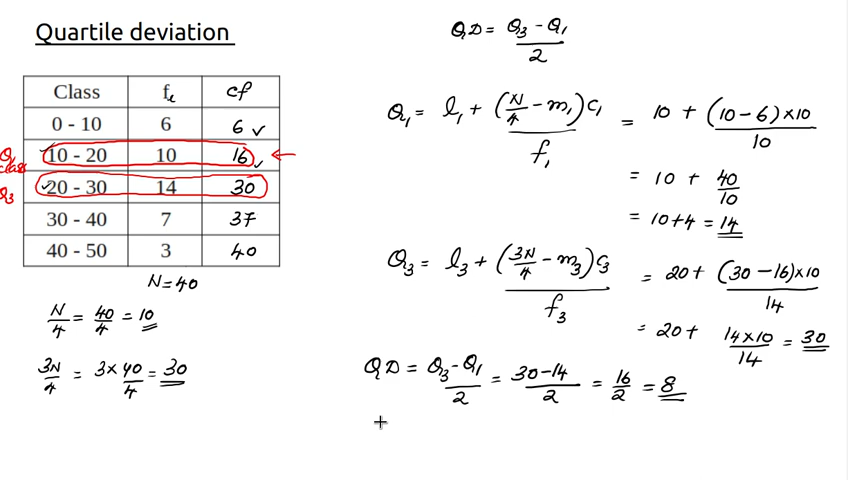 Quartile deviation
Class fᵢ cf
0 - 10 6 6 ✓
10 - 20 10 16 ✓
Q₁ class
20 - 30 14 30
Q₃
30 - 40 7 37
40 - 50 3 40
N = 40
N/4 = 40/4 = 10
3N/4 = 3 × 40/4 = 30
QD = (Q₃ - Q₁)/2
Q₁ = l₁ + (N/4 - m₁)c₁/f₁ = 10 + (10 - 6)×10/10
= 10 + 40/10
= 10 + 4 = 14
Q₃ = l₃ + (3N/4 - m₃)c₃/f₃ = 20 + (30 - 16)×10/14
= 20 + 14×10/14 = 30
QD = (Q₃ - Q₁)/2 = (30 - 14)/2 = 16/2 = 8